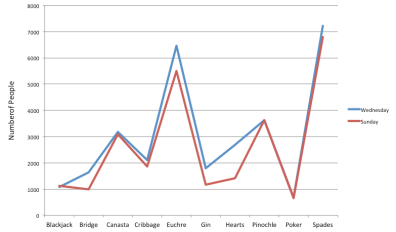 8000
7000
6000
5000
4000
3000
2000
1000
0
Number of People
Blackjack Bridge Canasta Cribbage Euchre Gin Hearts Pinochle Poker Spades
Wednesday
Sunday